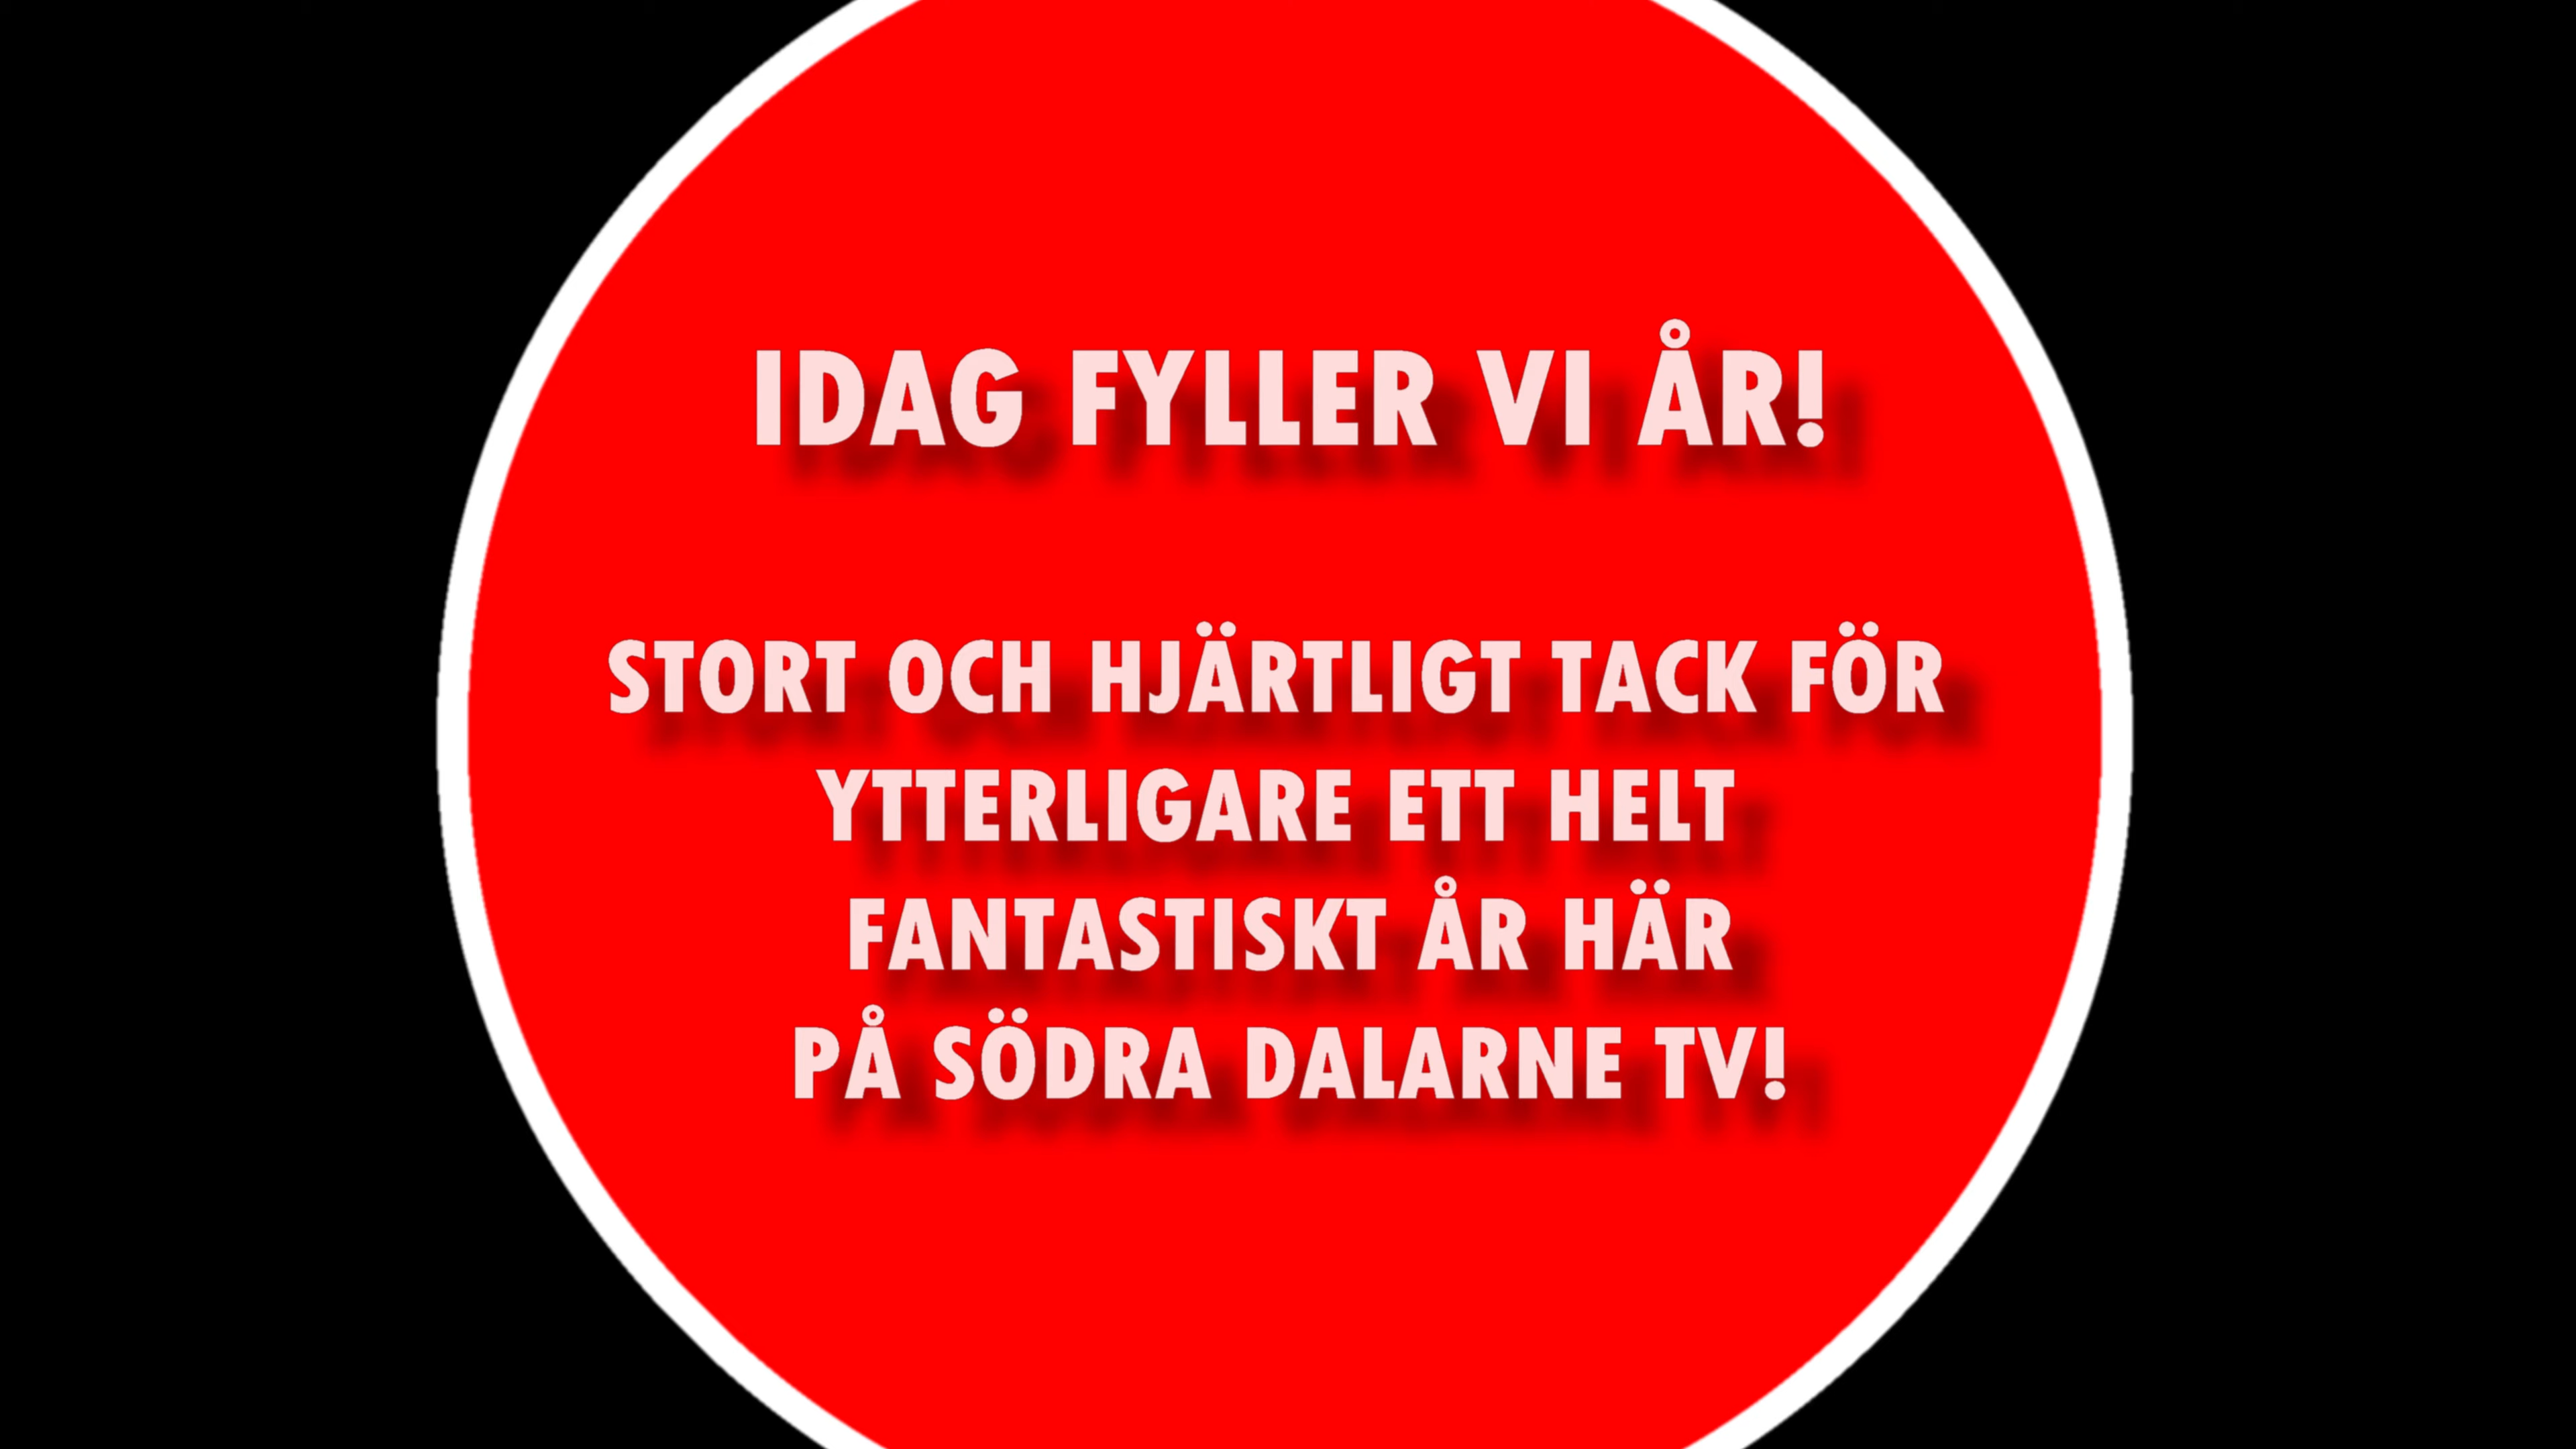 IDAG FYLLER VI ÅR!
STORT OCH HJÄRTLIGT TACK FÖR
YTTERLIGARE ETT HELT
FANTASTISKT ÅR HÄR
PÅ SÖDRA DALARNE TV!